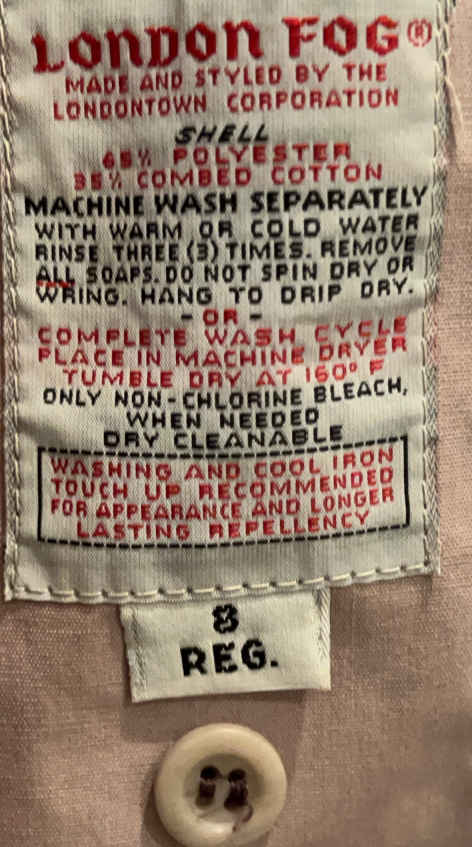 LONDON FOG®
MADE AND STYLED BY THE
LONDONTOWN CORPORATION
SHELL
65% POLYESTER
35% COMBED COTTON
MACHINE WASH SEPARATELY
WITH WARM OR COLD WATER
RINSE THREE (3) TIMES. REMOVE
ALL SOAPS. DO NOT SPIN DRY OR
WRING. HANG TO DRIP DRY.
- OR -
COMPLETE WASH CYCLE
PLACE IN MACHINE DRYER
TUMBLE DRY AT 160° F
ONLY NON-CHLORINE BLEACH,
WHEN NEEDED
DRY CLEANABLE
WASHING AND COOL IRON
TOUCH UP RECOMMENDED
FOR APPEARANCE AND LONGER
LASTING REPELLENCY
8
REG.